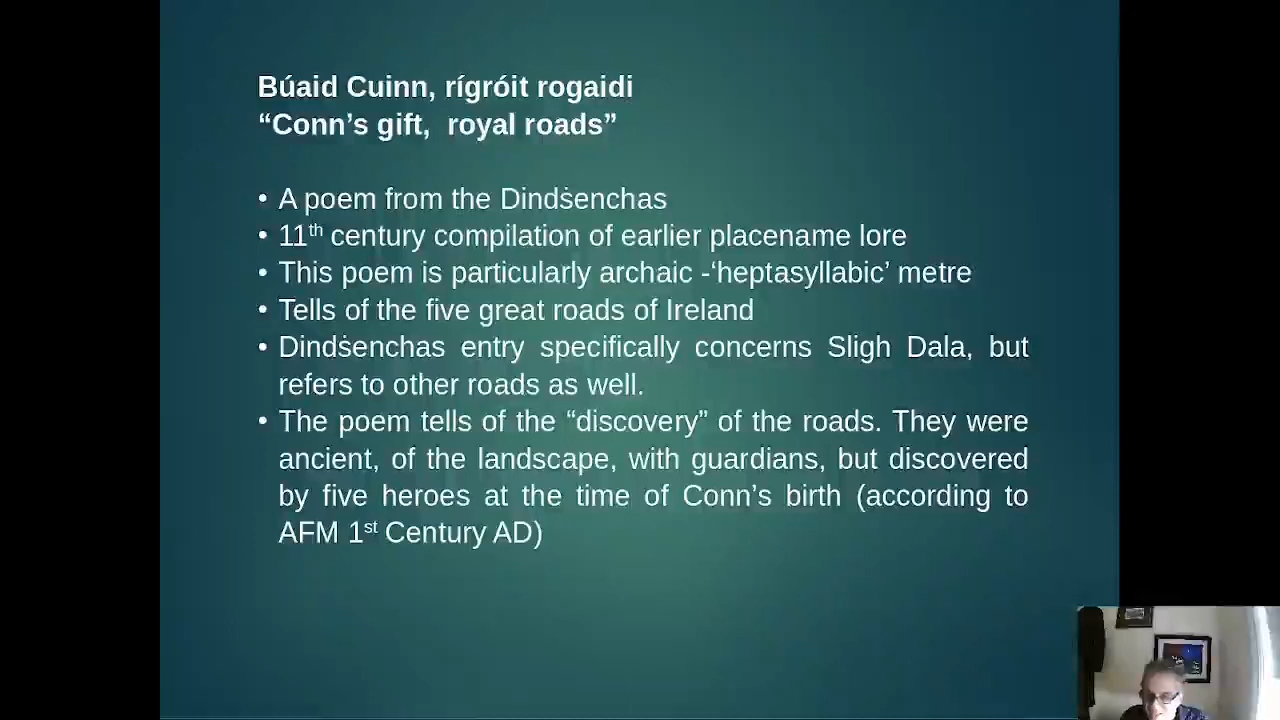 Búaid Cuinn, rígróit rogaidi
“Conn’s gift, royal roads”
• A poem from the Dindṡenchas
• 11th century compilation of earlier placename lore
• This poem is particularly archaic -‘heptasyllabic’ metre
• Tells of the five great roads of Ireland
• Dindṡenchas entry specifically concerns Sligh Dala, but
refers to other roads as well.
• The poem tells of the “discovery” of the roads. They were
ancient, of the landscape, with guardians, but discovered
by five heroes at the time of Conn’s birth (according to
AFM 1st Century AD)